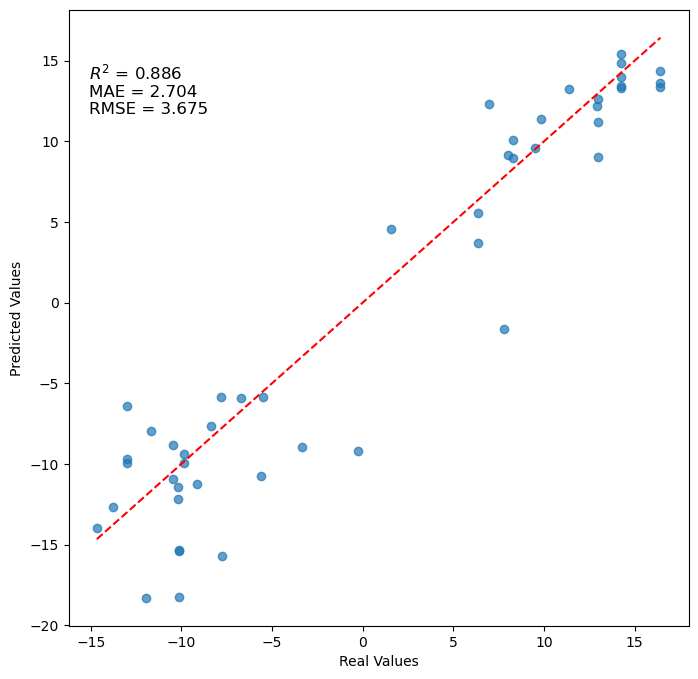 R² = 0.886
MAE = 2.704
RMSE = 3.675
15
10
5
0
−5
−10
−15
−20
Predicted Values
−15 −10 −5 0 5 10 15
Real Values